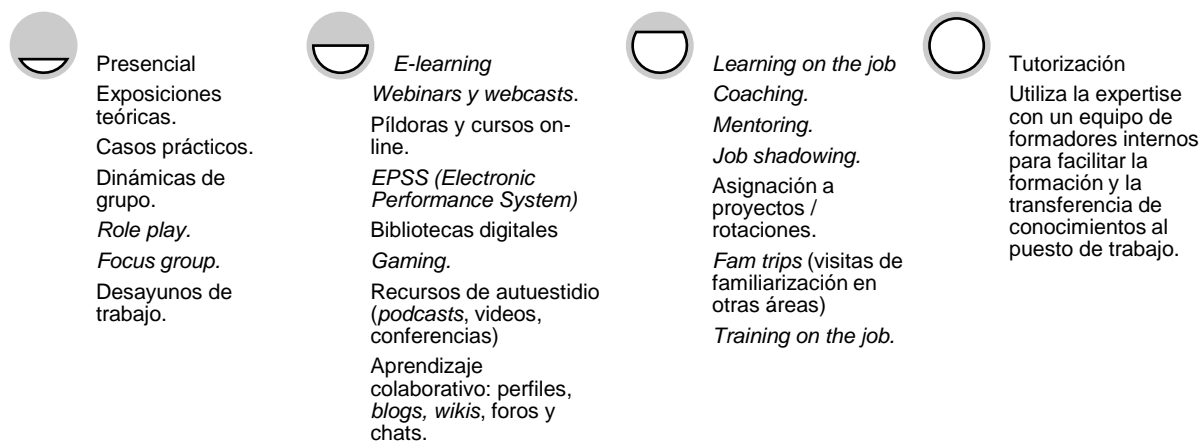 Presencial
Exposiciones
teóricas.
Casos prácticos.
Dinámicas de
grupo.
Role play.
Focus group.
Desayunos de
trabajo.
E-learning
Webinars y webcasts.
Píldoras y cursos on-
line.
EPSS (Electronic
Performance System)
Bibliotecas digitales
Gaming.
Recursos de autuestidio
(podcasts, videos,
conferencias)
Aprendizaje
colaborativo: perfiles,
blogs, wikis, foros y
chats.
Learning on the job
Coaching.
Mentoring.
Job shadowing.
Asignación a
proyectos /
rotaciones.
Fam trips (visitas de
familiarización en
otras áreas)
Training on the job.
Tutorización
Utiliza la expertise
con un equipo de
formadores internos
para facilitar la
formación y la
transferencia de
conocimientos al
puesto de trabajo.